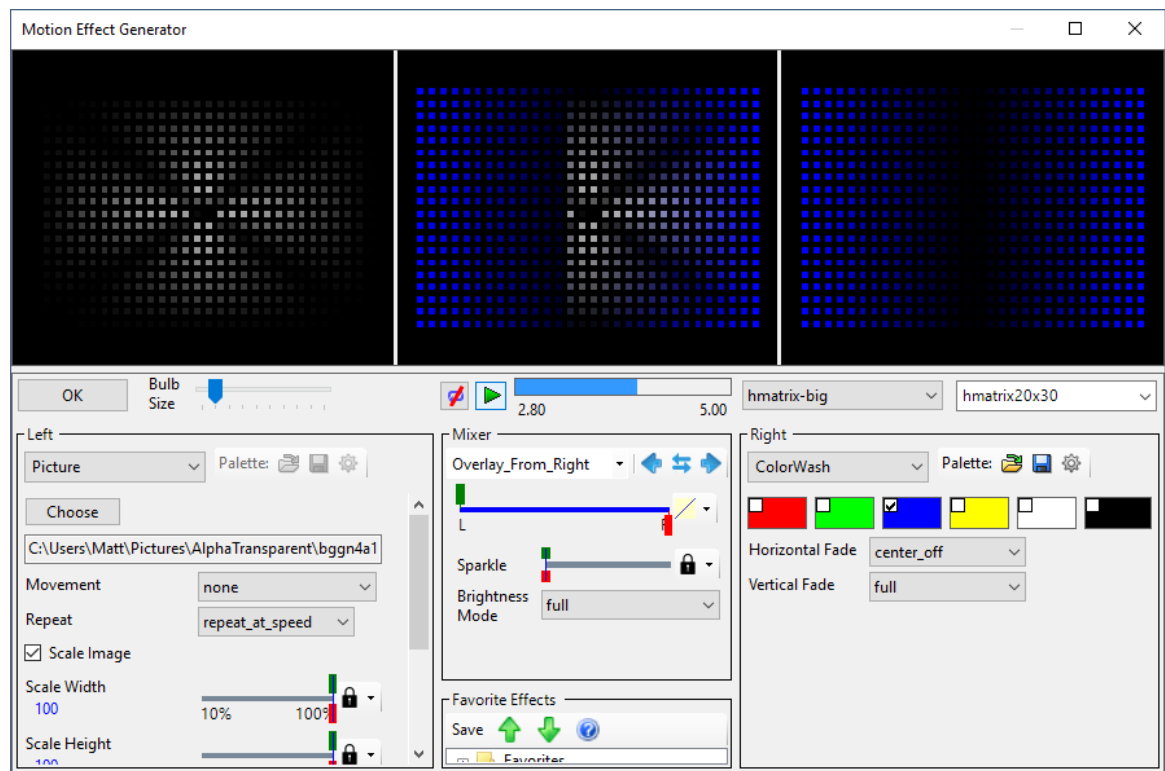 Motion Effect Generator
OK
Bulb
Size
2.80 5.00
hmatrix-big
hmatrix20x30
Left
Picture
Palette:
Choose
C:\Users\Matt\Pictures\AlphaTransparent\bggn4a1
Movement none
Repeat repeat_at_speed
Scale Image
Scale Width
100
10% 100%
Scale Height
100
Mixer
Overlay_From_Right
L
Sparkle
Brightness
Mode
full
Favorite Effects
Save
Favorites
Right
ColorWash
Palette:
Horizontal Fade center_off
Vertical Fade full